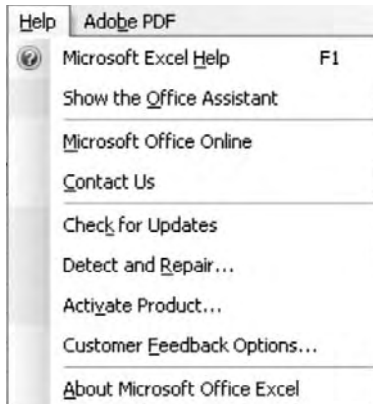 Help Adobe PDF
Microsoft Excel Help F1
Show the Office Assistant
Microsoft Office Online
Contact Us
Check for Updates
Detect and Repair...
Activate Product...
Customer Feedback Options...
About Microsoft Office Excel